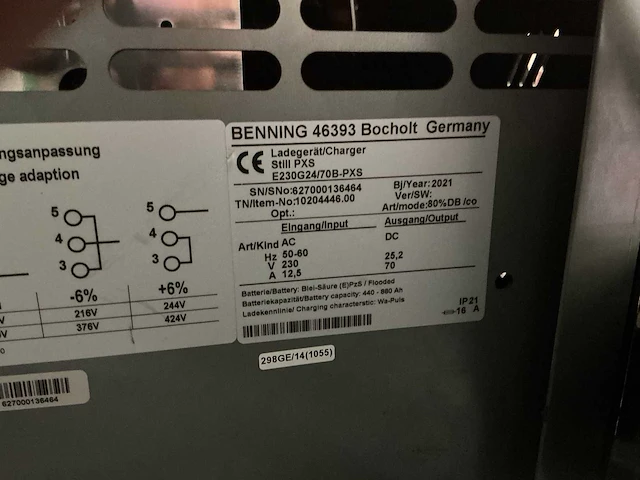 ngsanpassung
ge adaption
5
4
3
5
4
3
-6%
+6%
216V
244V
376V
424V
627000136464
BENNING 46393 Bocholt Germany
CE Ladegerät/Charger
Still PXS
E230G24/70B-PXS
SN/SNo:627000136464
Bj/Year: 2021
TN/Item-No:10204446.00
Ver/SW:
Opt.:
Art/mode:80%DB /co
Eingang/Input
Ausgang/Output
Art/Kind AC
DC
Hz 50-60
V 230
25,2
A 12,5
70
Batterie/Battery: Blei-Säure (E)PzS / Flooded
Batteriekapazität/Battery capacity: 440 - 660 Ah
Ladekennlinie/ Charging characterstic: Wa-Puls
IP21
16 A
298GE/14(1055)